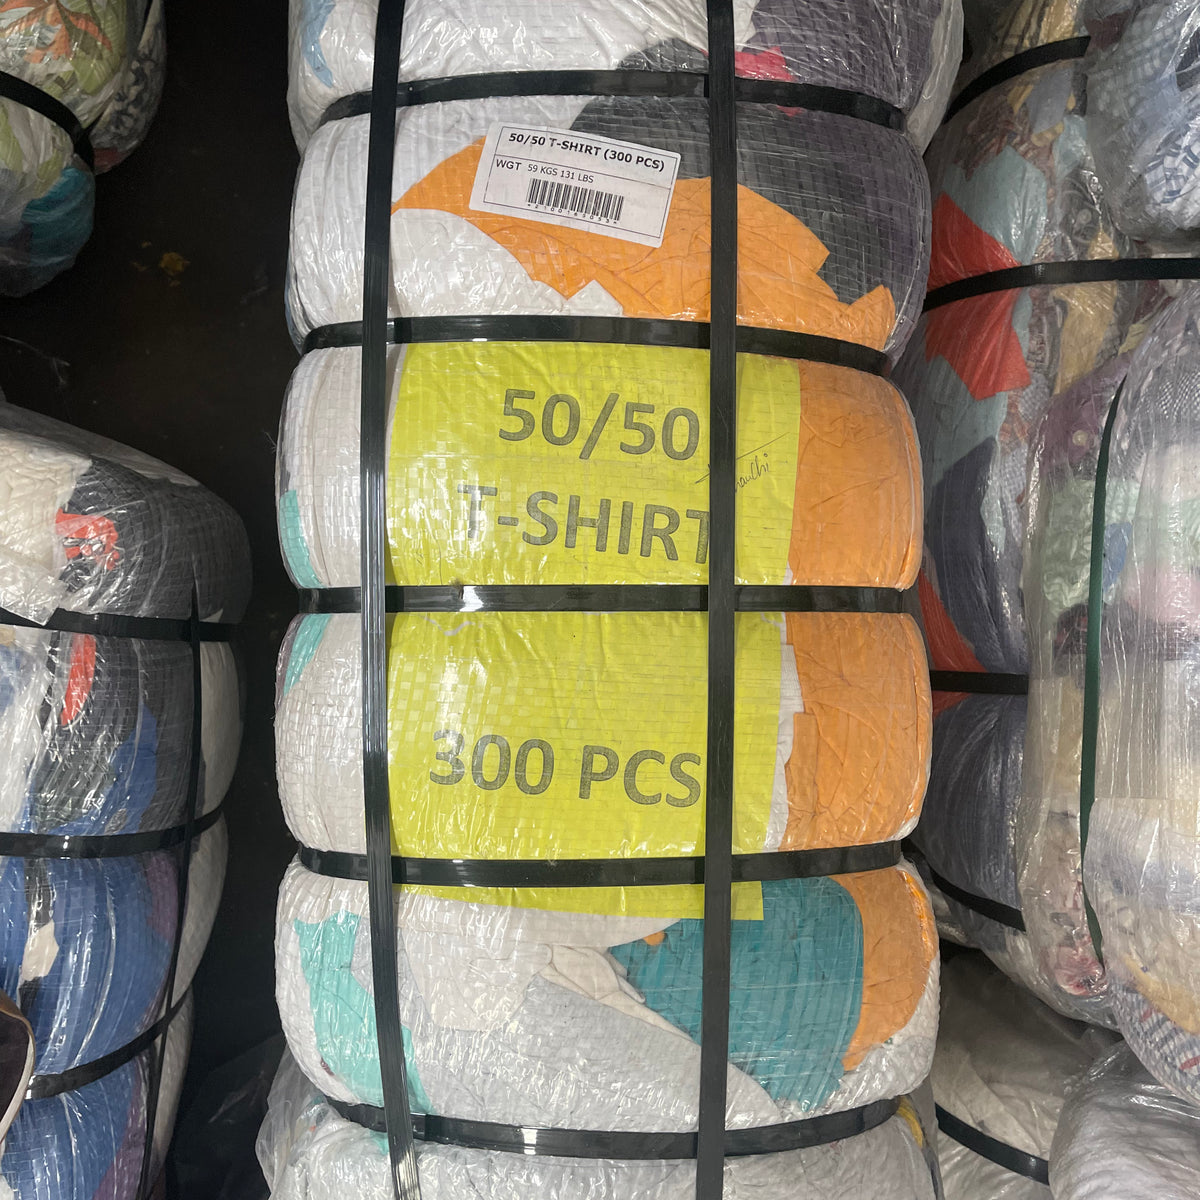 50/50 T-SHIRT (300 PCS)
WGT 59 KGS 131 LBS
50/50
T-SHIRT
300 PCS